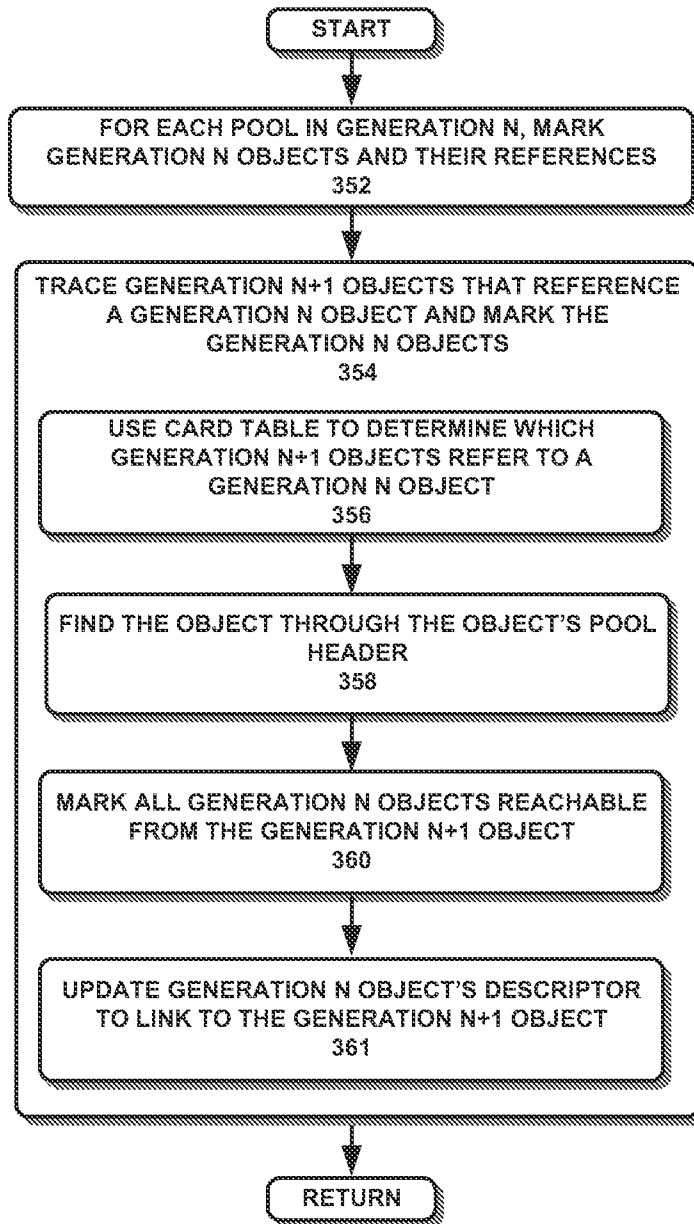 START
FOR EACH POOL IN GENERATION N, MARK
GENERATION N OBJECTS AND THEIR REFERENCES
352
TRACE GENERATION N+1 OBJECTS THAT REFERENCE
A GENERATION N OBJECT AND MARK THE
GENERATION N OBJECTS
354
USE CARD TABLE TO DETERMINE WHICH
GENERATION N+1 OBJECTS REFER TO A
GENERATION N OBJECT
356
FIND THE OBJECT THROUGH THE OBJECT'S POOL
HEADER
358
MARK ALL GENERATION N OBJECTS REACHABLE
FROM THE GENERATION N+1 OBJECT
360
UPDATE GENERATION N OBJECT'S DESCRIPTOR
TO LINK TO THE GENERATION N+1 OBJECT
361
RETURN